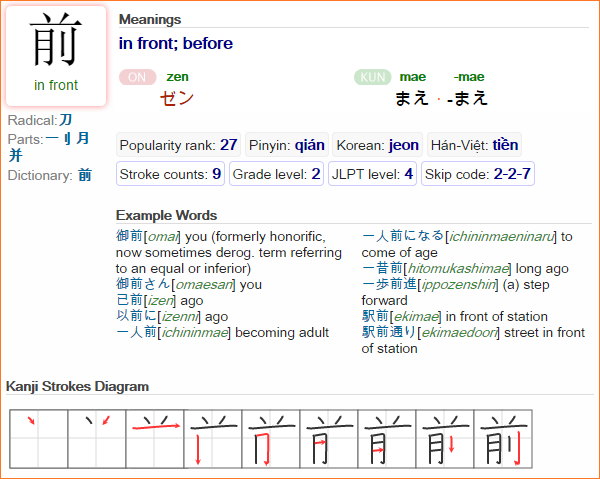 前
in front
Meanings
in front; before
ON zen
ゼン
KUN mae -mae
まえ · -まえ
Radical:刀
Parts:一 刂 月
并
Dictionary: 前
Popularity rank: 27 Pinyin: qián Korean: jeon Hán-Việt: tiền
Stroke counts: 9 Grade level: 2 JLPT level: 4 Skip code: 2-2-7
Example Words
御前[omai] you (formerly honorific,
now sometimes derog. term referring
to an equal or inferior)
御前さん[omaesan] you
已前[izen] ago
以前に[izenni] ago
一人前[ichininmae] becoming adult
一人前になる[ichininmaeninaru] to
come of age
一昔前[hitomukashimae] long ago
一歩前進[ippozenshin] (a) step
forward
駅前[ekimae] in front of station
駅前通り[ekimaedoori] street in front
of station
Kanji Strokes Diagram